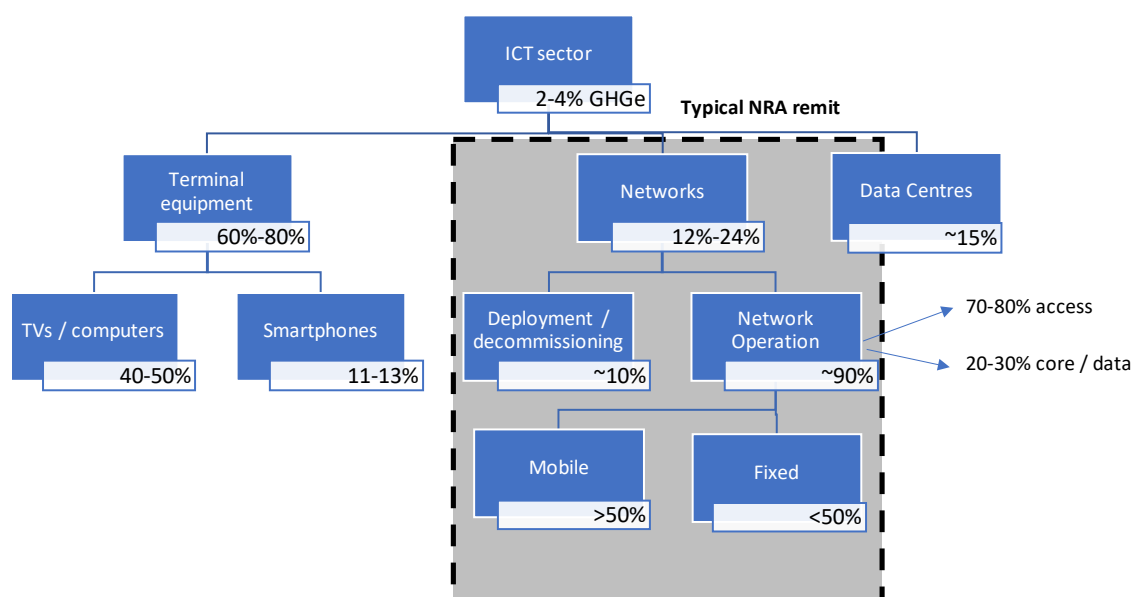 ICT sector
2-4% GHGe
Typical NRA remit
Terminal
equipment
60%-80%
Networks
12%-24%
Data Centres
~15%
TVs / computers
40-50%
Smartphones
11-13%
Deployment /
decommissioning
~10%
Network
Operation
~90%
70-80% access
20-30% core / data
Mobile
>50%
Fixed
<50%